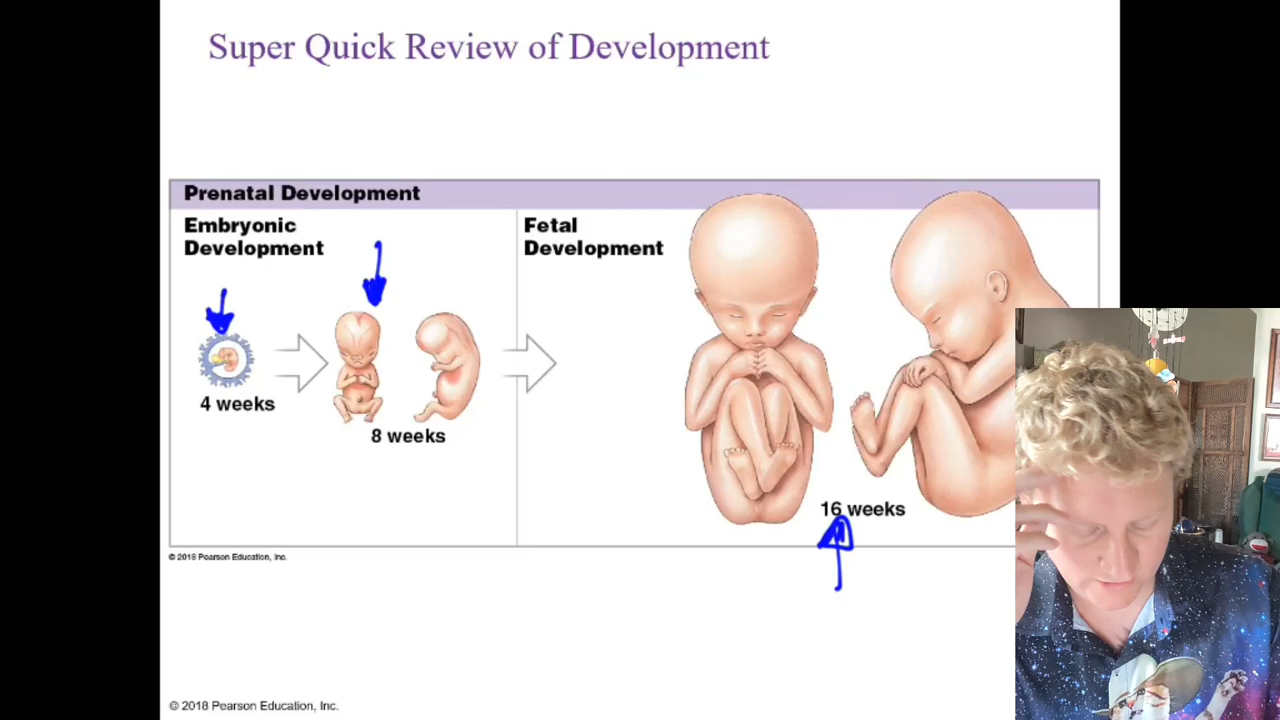 Super Quick Review of Development
Prenatal Development
Embryonic
Development
Fetal
Development
4 weeks
8 weeks
16 weeks
© 2018 Pearson Education, Inc.
© 2018 Pearson Education, Inc.